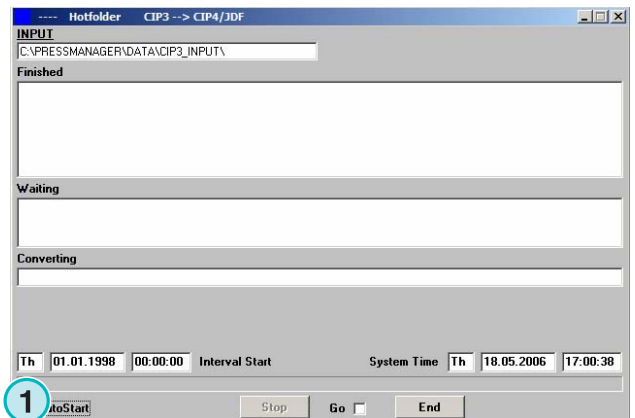 ---- Hotfolder CIP3 --> CIP4/JDF
INPUT
C:\PRESSMANAGER\DATA\CIP3_INPUT\
Finished
Waiting
Converting
Th 01.01.1998 00:00:00 Interval Start System Time Th 18.05.2006 17:00:38
1 utoStart Stop Go End